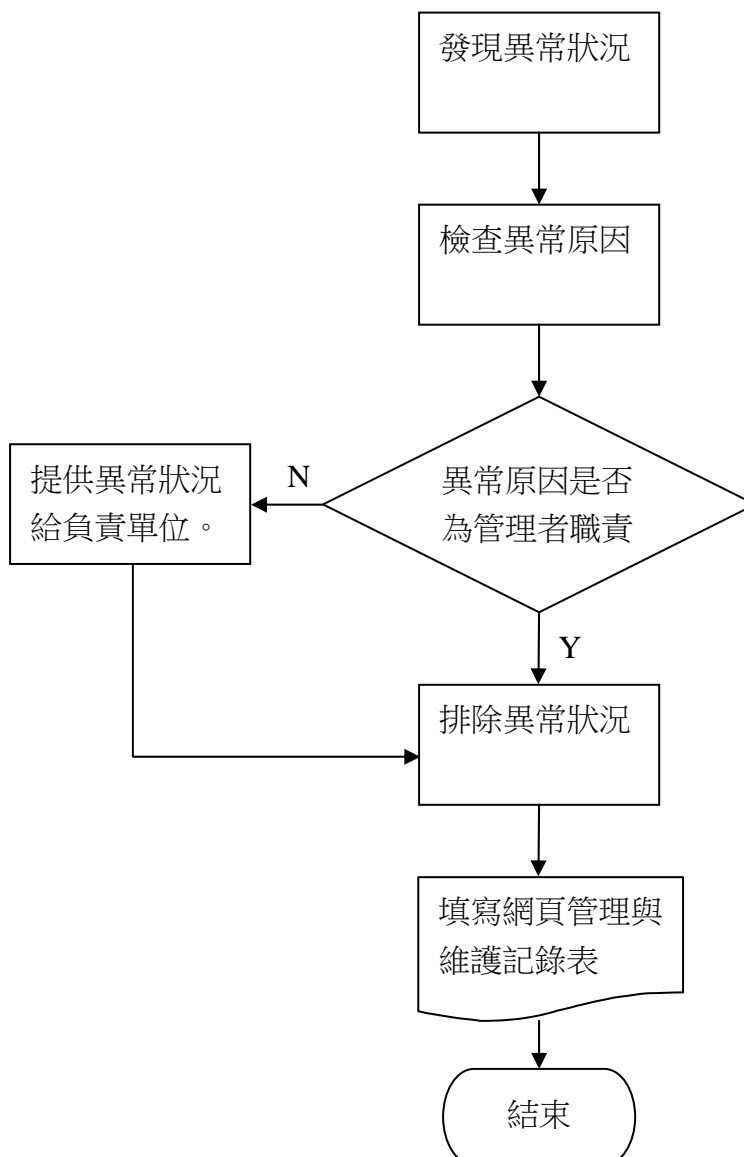 發現異常狀況
檢查異常原因
異常原因是否
為管理者職責
N
提供異常狀況
給負責單位。
Y
排除異常狀況
填寫網頁管理與
維護記錄表
結束